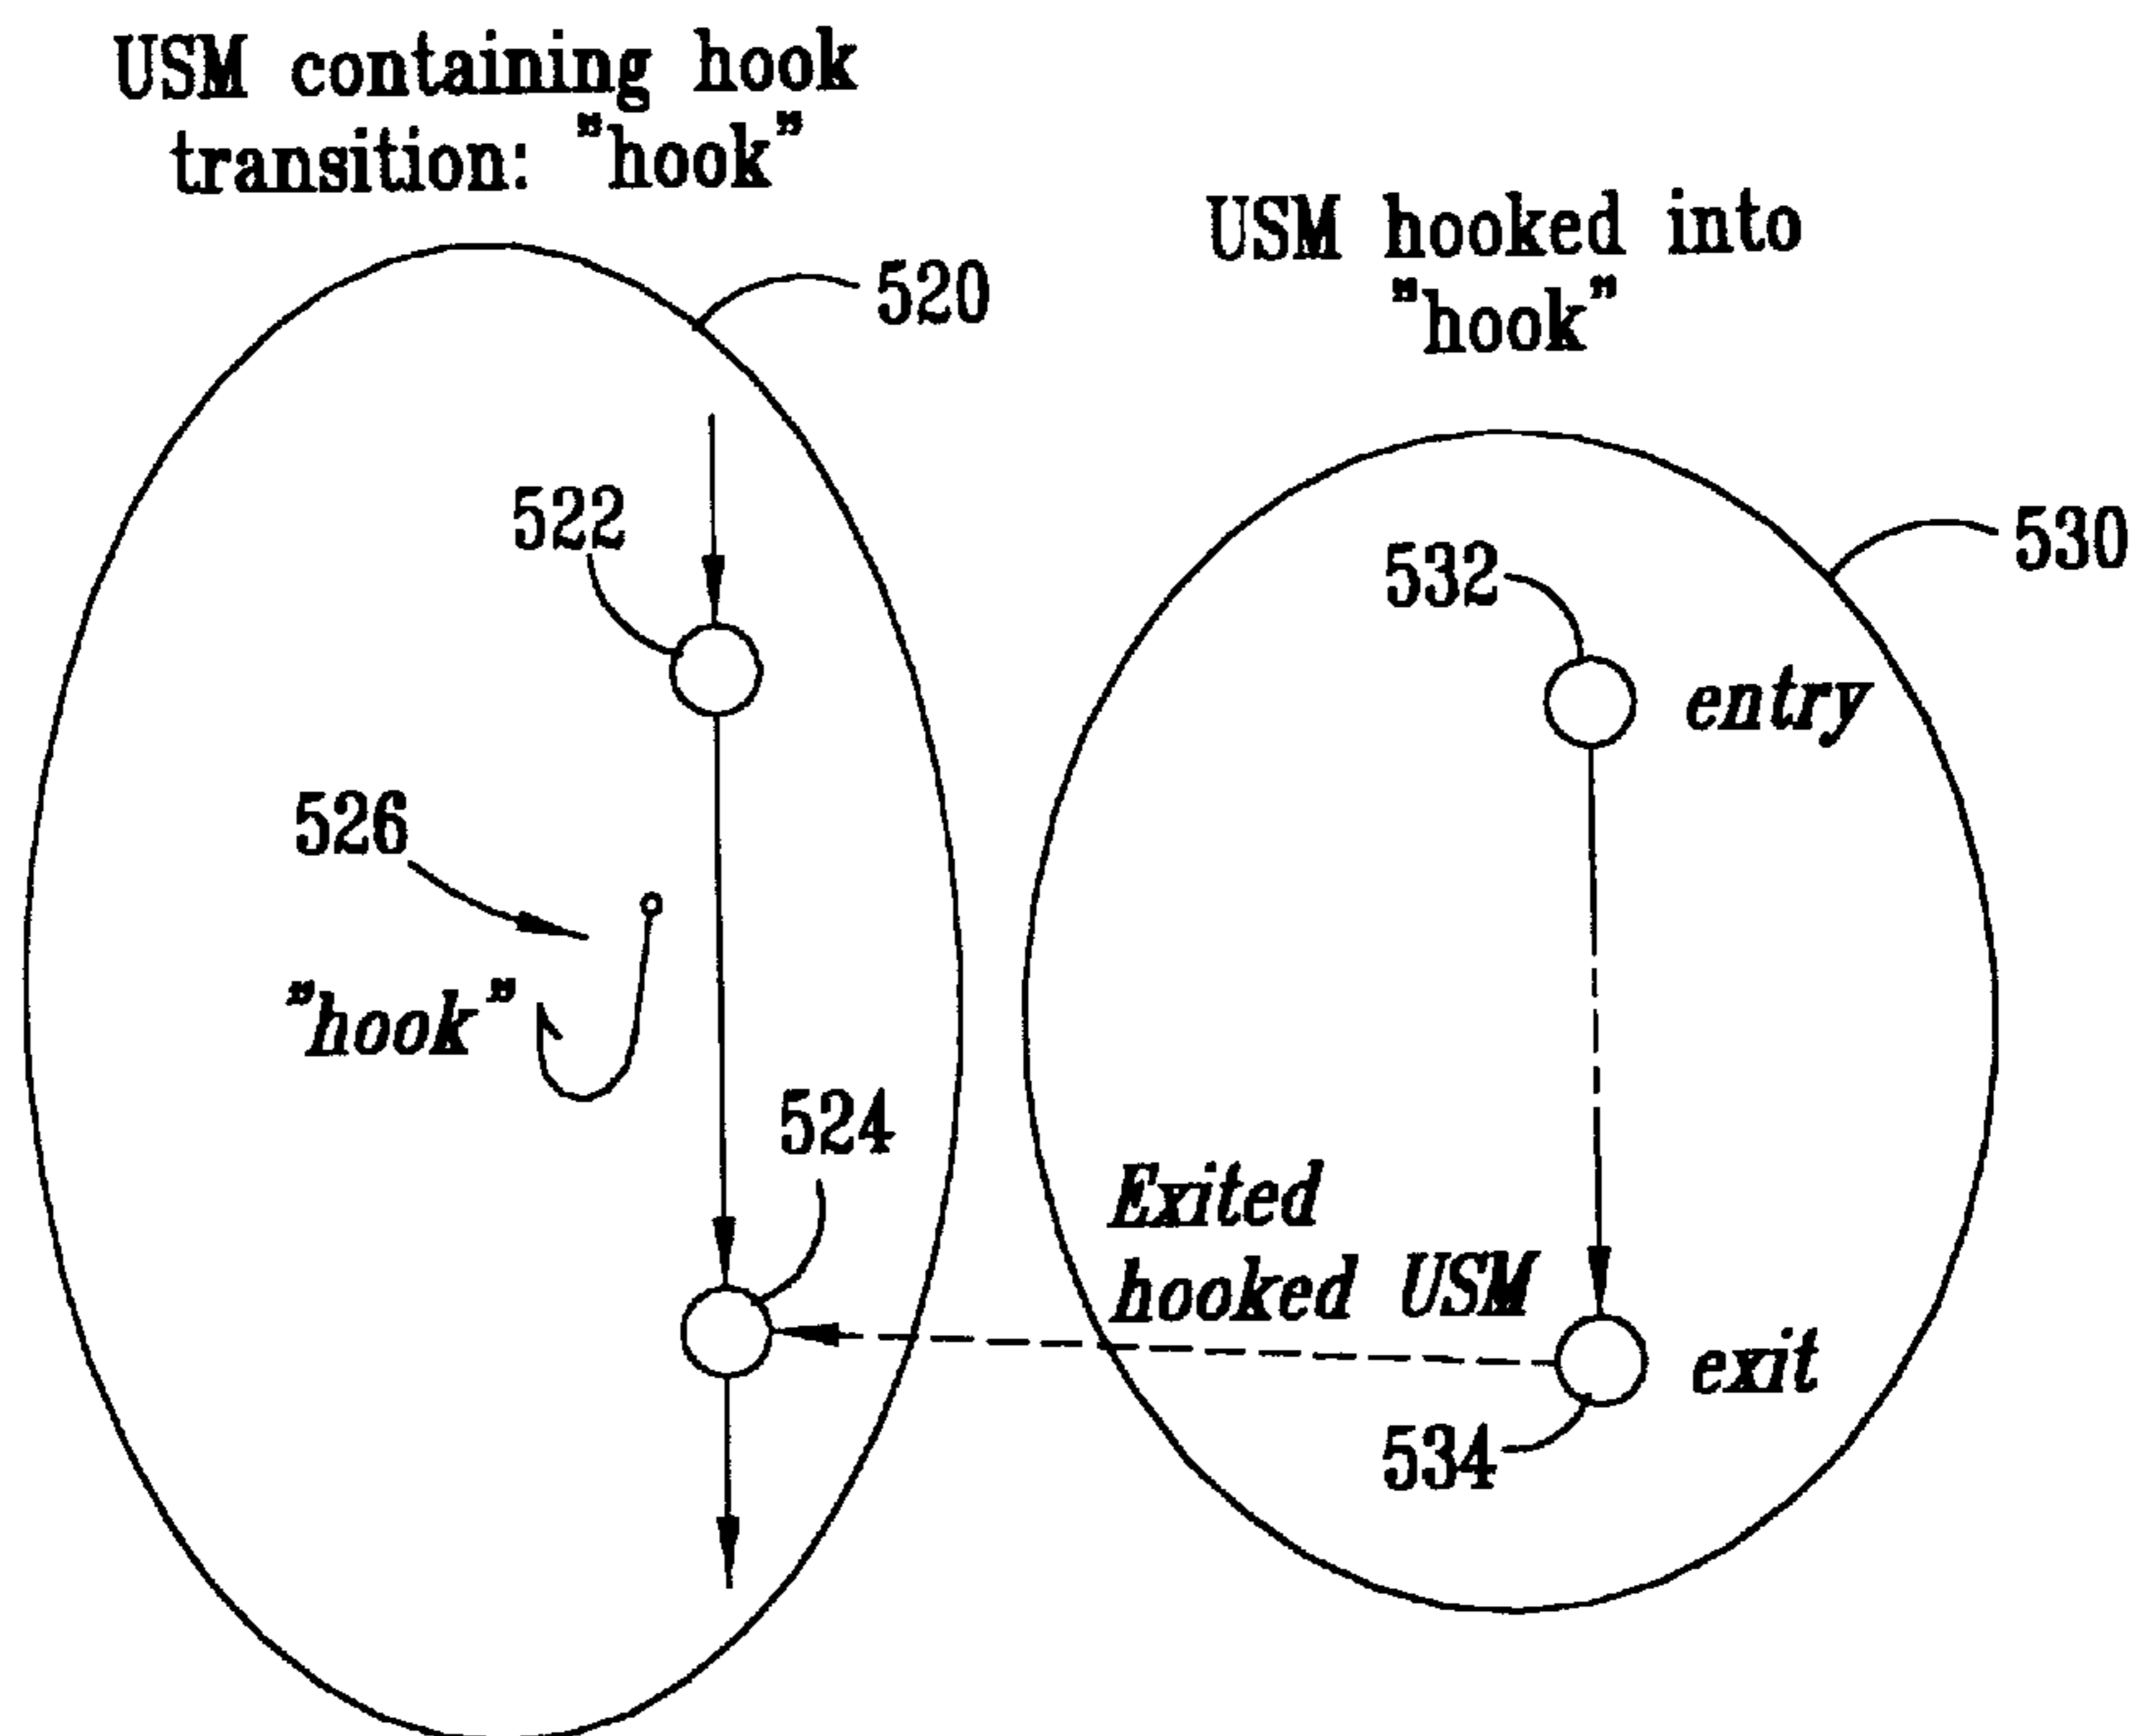 USM containing hook
transition: "hook"
520
USM hooked into
"hook"
522
530
532
entry
526
"hook"
524
Exited
hooked USM
exit
534